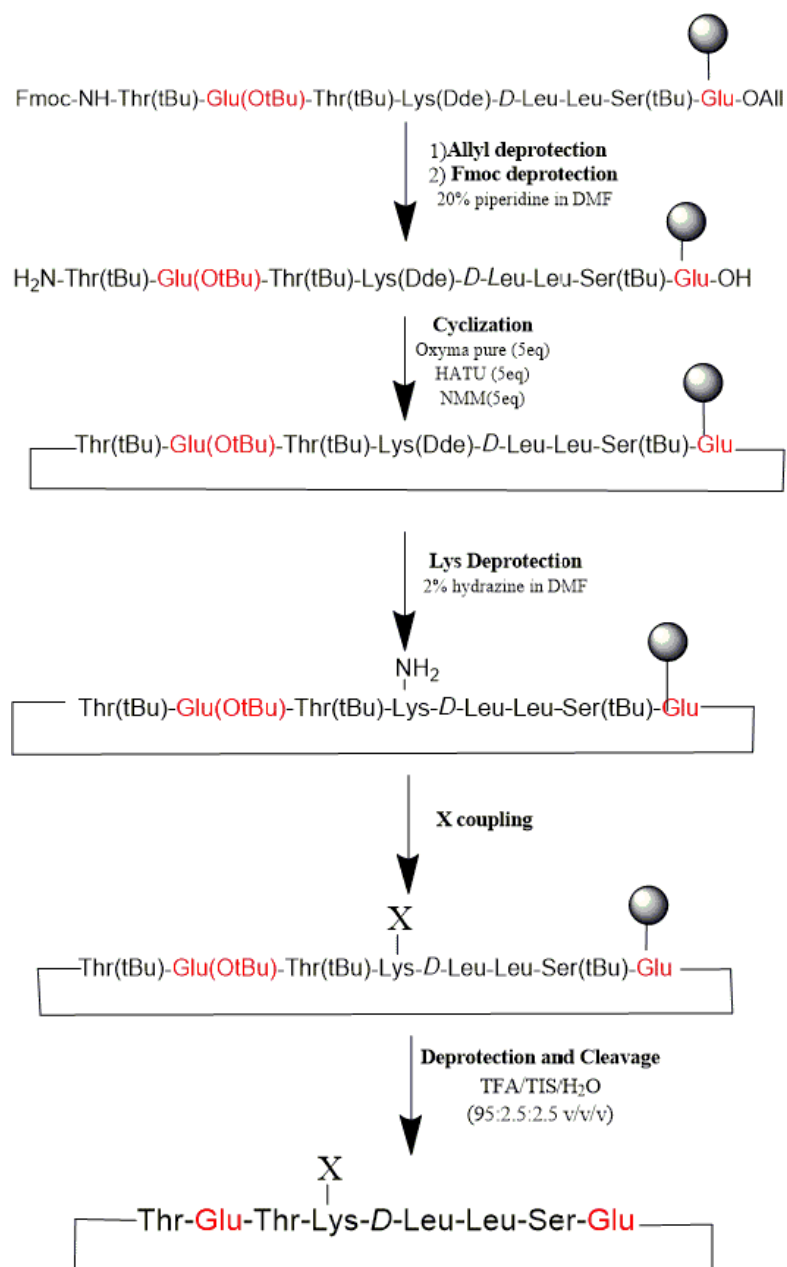 Fmoc-NH-Thr(tBu)-Glu(OtBu)-Thr(tBu)-Lys(Dde)-D-Leu-Leu-Ser(tBu)-Glu-OAll
1)Allyl deprotection
2) Fmoc deprotection
20% piperidine in DMF
H₂N-Thr(tBu)-Glu(OtBu)-Thr(tBu)-Lys(Dde)-D-Leu-Leu-Ser(tBu)-Glu-OH
Cyclization
Oxyma pure (5eq)
HATU (5eq)
NMM(5eq)
Thr(tBu)-Glu(OtBu)-Thr(tBu)-Lys(Dde)-D-Leu-Leu-Ser(tBu)-Glu
Lys Deprotection
2% hydrazine in DMF
NH₂
Thr(tBu)-Glu(OtBu)-Thr(tBu)-Lys-D-Leu-Leu-Ser(tBu)-Glu
X coupling
X
Thr(tBu)-Glu(OtBu)-Thr(tBu)-Lys-D-Leu-Leu-Ser(tBu)-Glu
Deprotection and Cleavage
TFA/TIS/H₂O
(95:2.5:2.5 v/v/v)
X
Thr-Glu-Thr-Lys-D-Leu-Leu-Ser-Glu